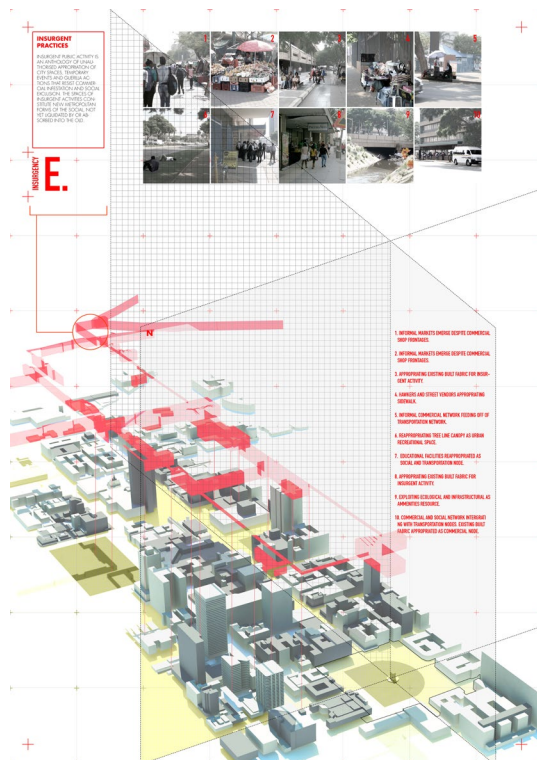 INSURGENT
PRACTICES
INSURGENT PUBLIC ACTIVITY IS
AN ANTHOLOGY OF UNAU-
THORISED APPROPRIATION OF
CITY SPACES, TEMPORARY
EVENTS AND GUERILLA AC
TIONS THAT RESIST COMMER-
CIAL INFESTATION AND SOCIAL
EXCLUSION. THE SPACES OF
INSURGENT ACTIVITIES CON-
STITUTE NEW METROPOLITAN
FORMS OF THE SOCIAL, NOT
YET LIQUIDATED BY OR AB-
SORBED INTO THE OLD.
INSURGENCY
E.
1
2
3
4
5
6
7
8
9
10
N
1. INFORMAL MARKETS EMERGE DESPITE COMMERCIAL
SHOP FRONTAGES.
2. INFORMAL MARKETS EMERGE DESPITE COMMERCIAL
SHOP FRONTAGES.
3. APPROPRIATING EXISTING BUILT FABRIC FOR INSUR-
GENT ACTIVITY.
4. HAWKERS AND STREET VENDORS APPROPRIATING
SIDEWALK.
5. INFORMAL COMMERCIAL NETWORK FEEDING OFF OF
TRANSPORTATION NETWORK.
6. REAPPROPRIATING TREE LINE CANOPY AS URBAN
RECREATIONAL SPACE.
7. EDUCATIONAL FACILITIES REAPPROPRIATED AS
SOCIAL AND TRANSPORTATION NODE.
8. APPROPRIATING EXISTING BUILT FABRIC FOR
INSURGENT ACTIVITY.
9. EXPLOITING ECOLOGICAL AND INFRASTRUCTURAL AS
AMMENITIES RESOURCE.
10. COMMERCIAL AND SOCIAL NETWORK INTERGRATI
NG WITH TRANSPORTATION NODES. EXISTING BUILT
FABRIC APPROPRIATED AS COMMERCIAL NODE.